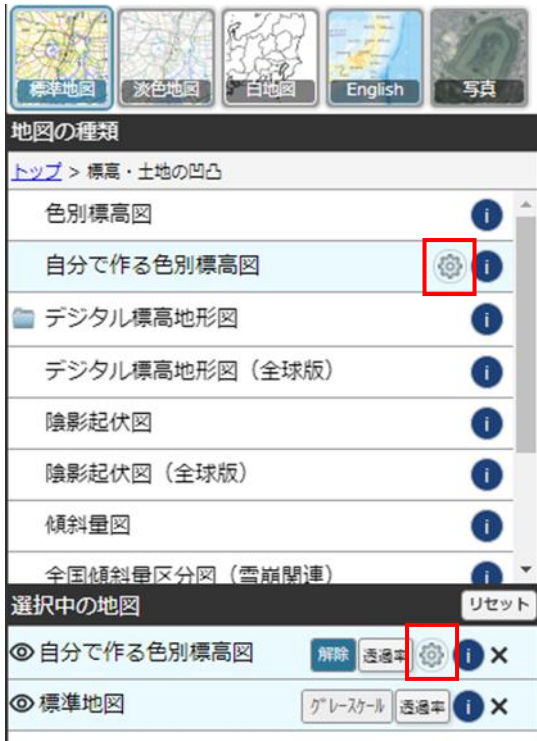 標準地図 淡色地図 白地図 English 写真
地図の種類
トップ > 標高・土地の凹凸
色別標高図 i
自分で作る色別標高図 i
デジタル標高地形図 i
デジタル標高地形図（全球版） i
陰影起伏図 i
陰影起伏図（全球版） i
傾斜量図 i
全国傾斜量区分図（雪崩関連） i
選択中の地図 リセット
自分で作る色別標高図 解除 透過率 i ×
標準地図 グレースケール 透過率 i ×